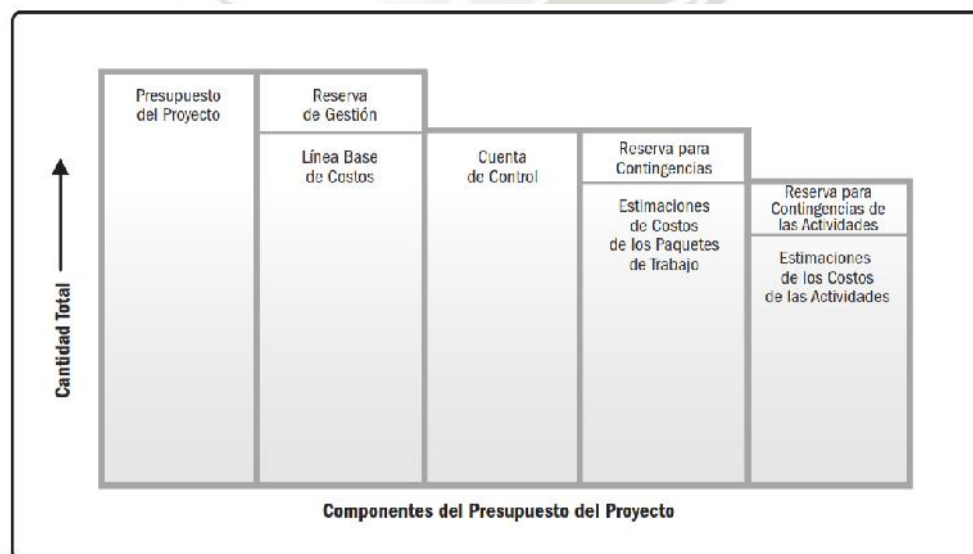 Presupuesto
del Proyecto
Reserva
de Gestión
Línea Base
de Costos
Cuenta
de Control
Reserva para
Contingencias
Estimaciones
de Costos
de los Paquetes
de Trabajo
Reserva para
Contingencias de
las Actividades
Estimaciones
de los Costos
de las Actividades
Cantidad Total
Componentes del Presupuesto del Proyecto